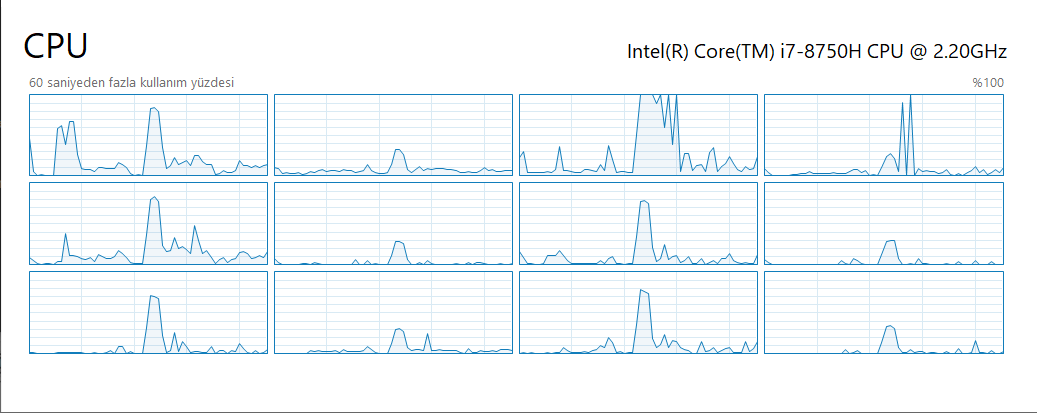 CPU
Intel(R) Core(TM) i7-8750H CPU @ 2.20GHz
60 saniyeden fazla kullanım yüzdesi
%100